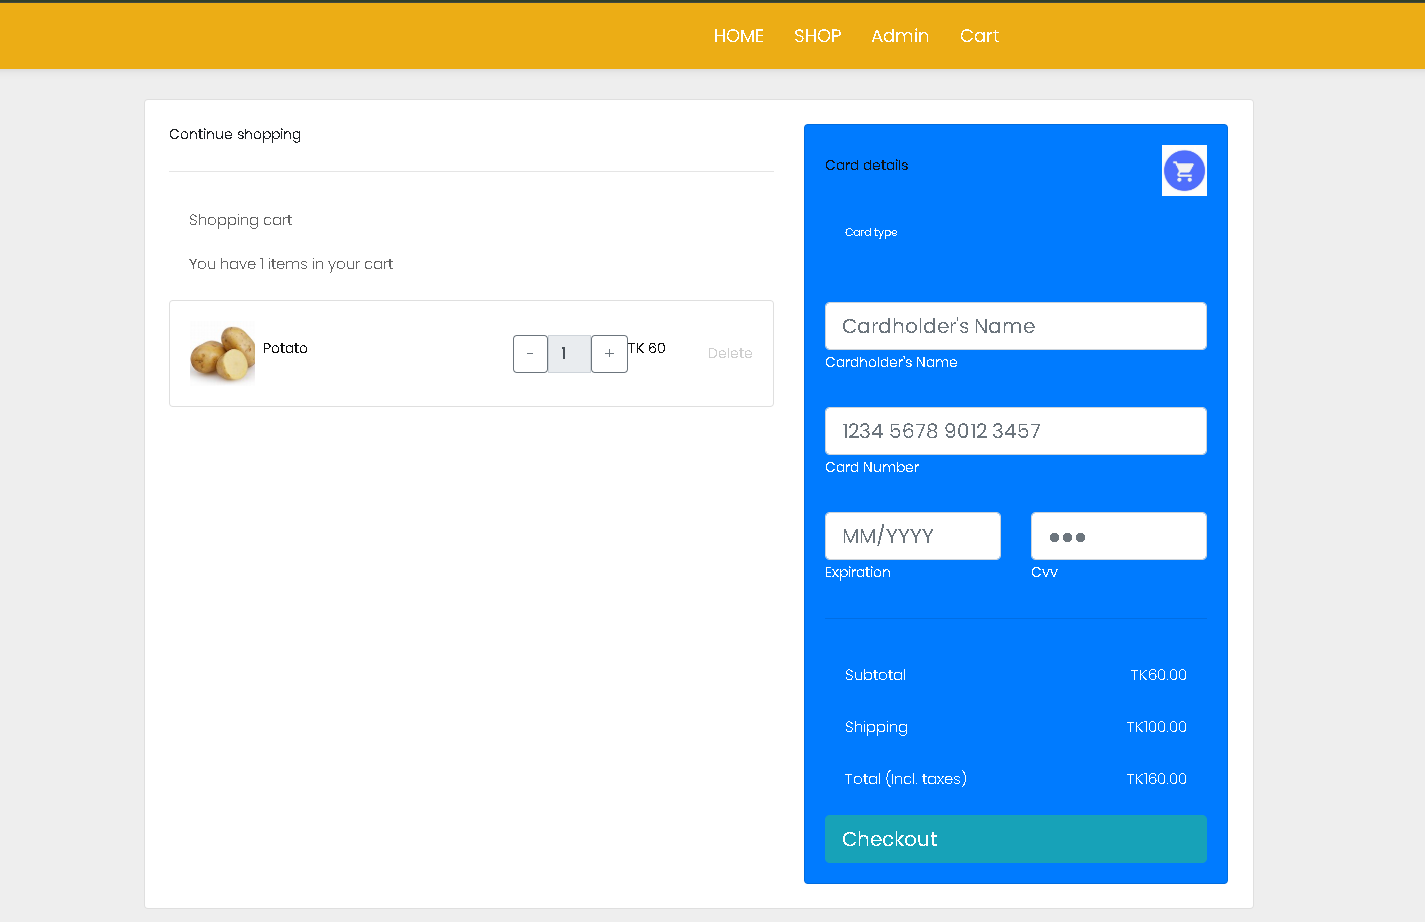 HOME SHOP Admin Cart
Continue shopping
Shopping cart
You have 1 items in your cart
Potato - 1 + TK 60 Delete
Card details
Card type
Cardholder's Name
Cardholder's Name
1234 5678 9012 3457
Card Number
MM/YYYY ●●●
Expiration Cvv
Subtotal TK60.00
Shipping TK100.00
Total (Incl. taxes) TK160.00
Checkout